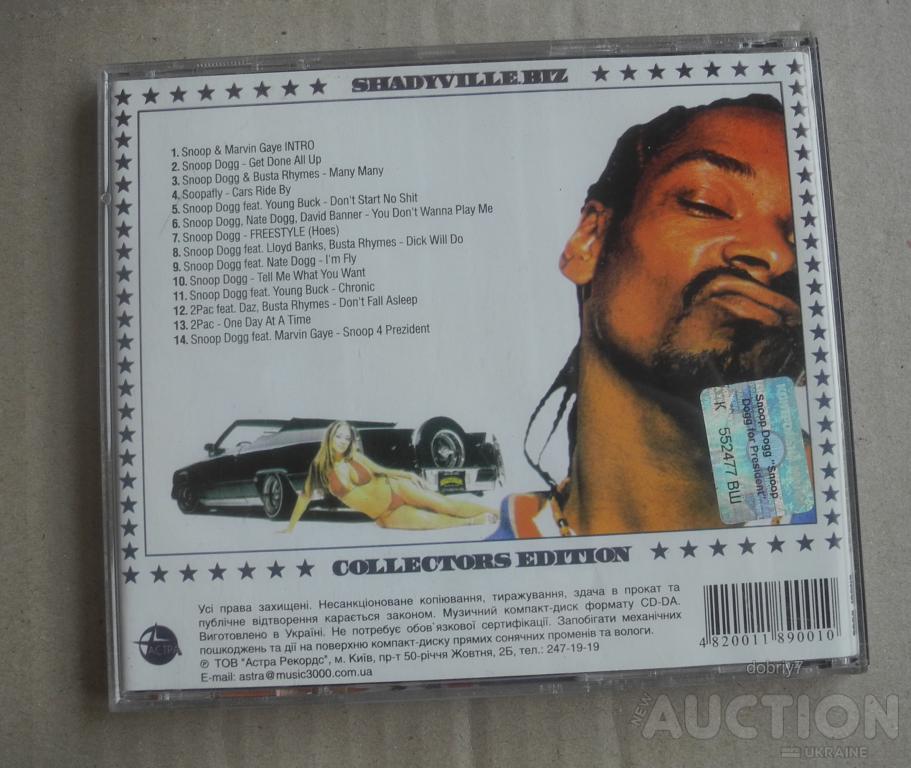 SHADYVILLE.BIZ
1. Snoop & Marvin Gaye INTRO
2. Snoop Dogg - Get Done All Up
3. Snoop Dogg & Busta Rhymes - Many Many
4. Soopafly - Cars Ride By
5. Snoop Dogg feat. Young Buck - Don't Start No Shit
6. Snoop Dogg, Nate Dogg, David Banner - You Don't Wanna Play Me
7. Snoop Dogg - FREESTYLE (Hoes)
8. Snoop Dogg feat. Lloyd Banks, Busta Rhymes - Dick Will Do
9. Snoop Dogg feat. Nate Dogg - I'm Fly
10. Snoop Dogg - Tell Me What You Want
11. Snoop Dogg feat. Young Buck - Chronic
12. 2Pac feat. Daz, Busta Rhymes - Don't Fall Asleep
13. 2Pac - One Day At A Time
14. Snoop Dogg feat. Marvin Gaye - Snoop 4 Prezident
Snoop Dogg "Snoop
Dogg for President"
К 552477 ВШ
COLLECTORS EDITION
Усі права захищені. Несанкціоноване копіювання, тиражування, здача в прокат та
публічне відтворення карається законом. Музичний компакт-диск формату CD-DA.
Виготовлено в Україні. Не потребує обов'язкової сертифікації. Запобігати механічних
пошкоджень та дії на поверхню компакт-диску прямих сонячних променів та вологи.
℗ ТОВ "Астра Рекордс", м. Київ, пр-т 50-річчя Жовтня, 2Б, тел.: 247-19-19
E-mail: astra@music3000.com.ua
АСТРА
4 820011 890010
dobriy7
NEW AUCTION
UKRAINE